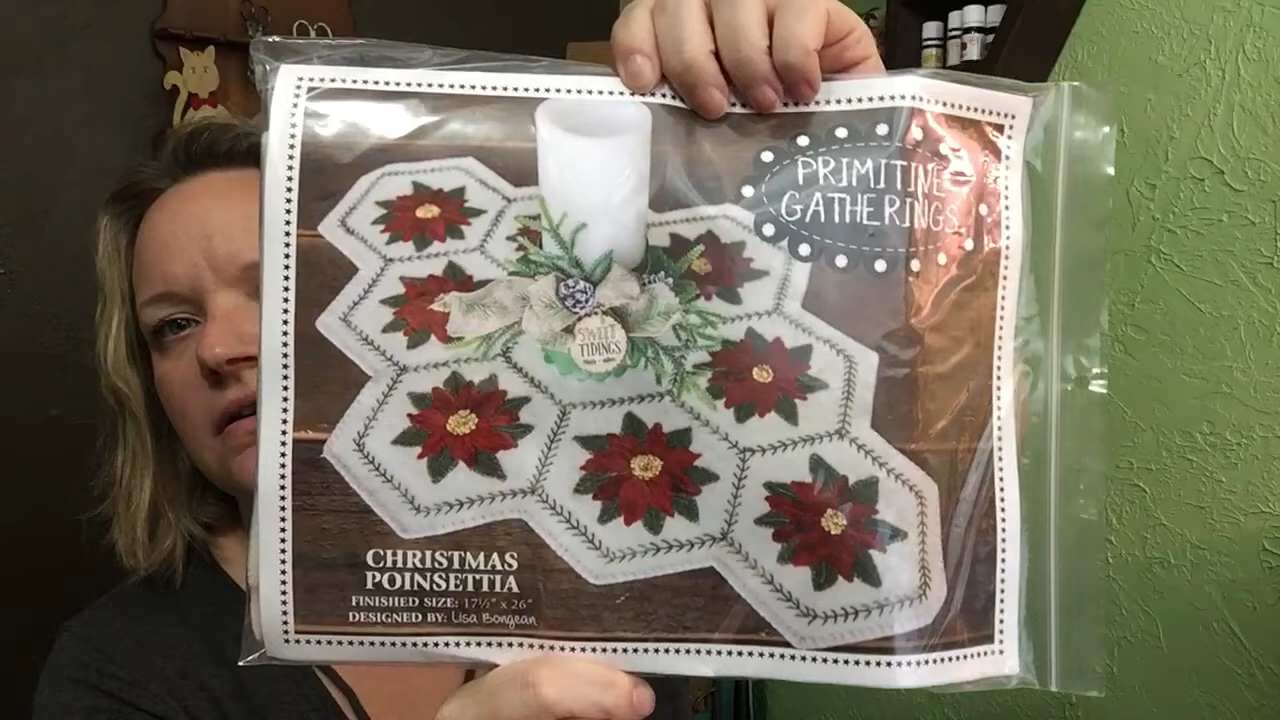 PRIMITIVE
GATHERINGS
SWEET
TIDINGS
CHRISTMAS
POINSETTIA
FINISHED SIZE: 17½" x 26"
DESIGNED BY: Lisa Bongean